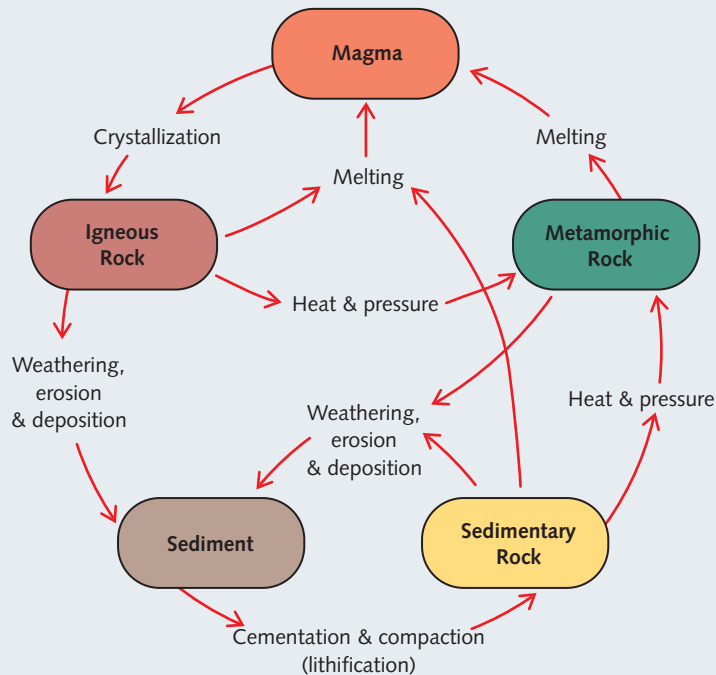 Magma
Crystallization
Melting
Melting
Igneous
Rock
Metamorphic
Rock
Heat & pressure
Weathering,
erosion
& deposition
Heat & pressure
Weathering,
erosion
& deposition
Sediment
Sedimentary
Rock
Cementation & compaction
(lithification)